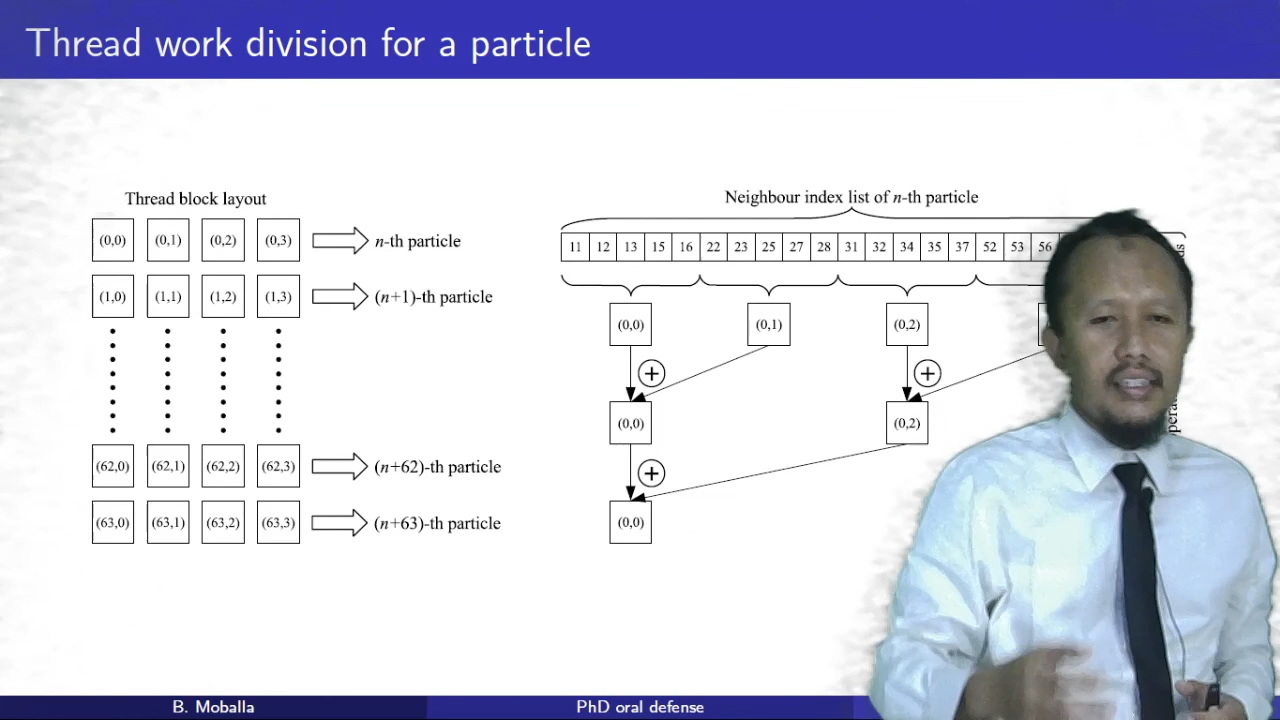 Thread work division for a particle
Thread block layout
(0,0) (0,1) (0,2) (0,3) n-th particle
(1,0) (1,1) (1,2) (1,3) (n+1)-th particle
(62,0) (62,1) (62,2) (62,3) (n+62)-th particle
(63,0) (63,1) (63,2) (63,3) (n+63)-th particle
Neighbour index list of n-th particle
11 12 13 15 16 22 23 25 27 28 31 32 34 35 37 52 53 56
(0,0) (0,1) (0,2)
+ +
(0,0) (0,2)
+
(0,0)
B. Moballa PhD oral defense